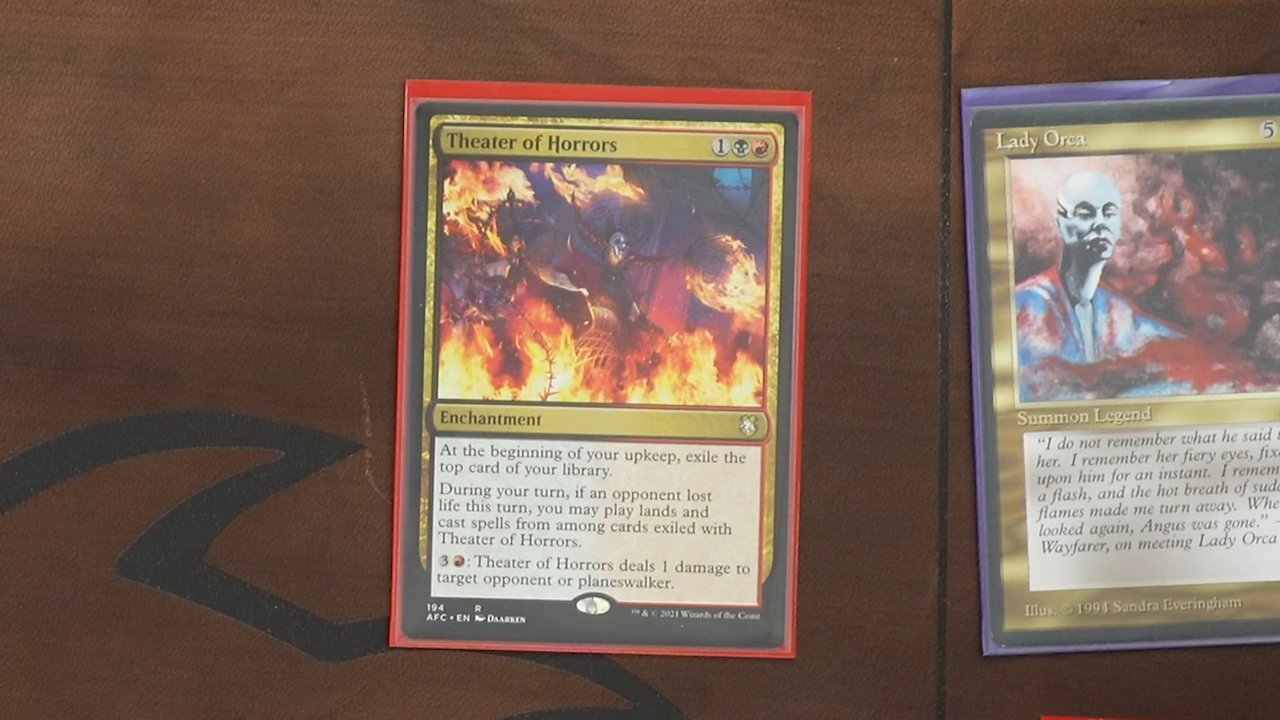 Theater of Horrors
1
Enchantment
At the beginning of your upkeep, exile the
top card of your library.
During your turn, if an opponent lost
life this turn, you may play lands and
cast spells from among cards exiled with
Theater of Horrors.
3 : Theater of Horrors deals 1 damage to
target opponent or planeswalker.
194 R
AFC • EN DAARKEN
™ & © 2021 Wizards of the Coast
Lady Orca
5
Summon Legend
"I do not remember what he said
her. I remember her fiery eyes,
upon him for an instant. I
a flash, and the hot breath of
flames made me turn away.
looked again, Angus was gone."
Wayfarer, on meeting Lady Orca
Illus. © 1994 Sandra Everingham